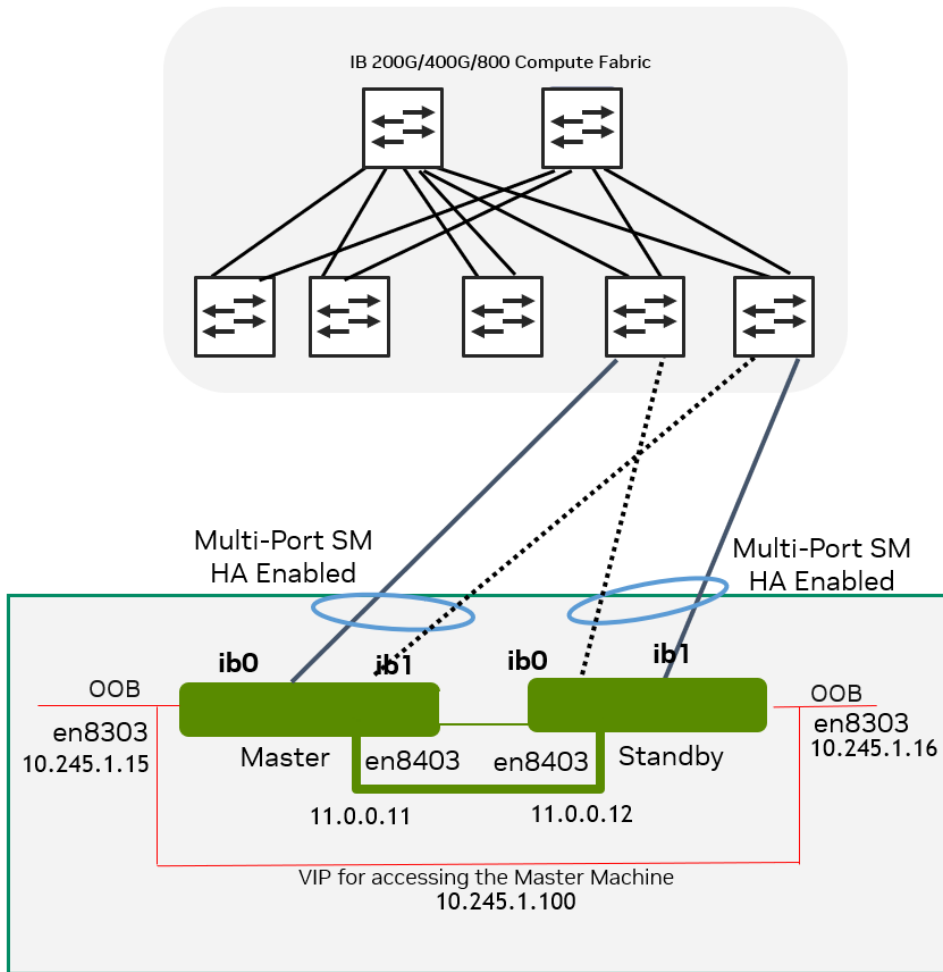 IB 200G/400G/800 Compute Fabric
Multi-Port SM
HA Enabled
Multi-Port SM
HA Enabled
ib0
ib1
ib0
ib1
OOB
en8303
10.245.1.15
OOB
en8303
10.245.1.16
Master
en8403
en8403
Standby
11.0.0.11
11.0.0.12
VIP for accessing the Master Machine
10.245.1.100